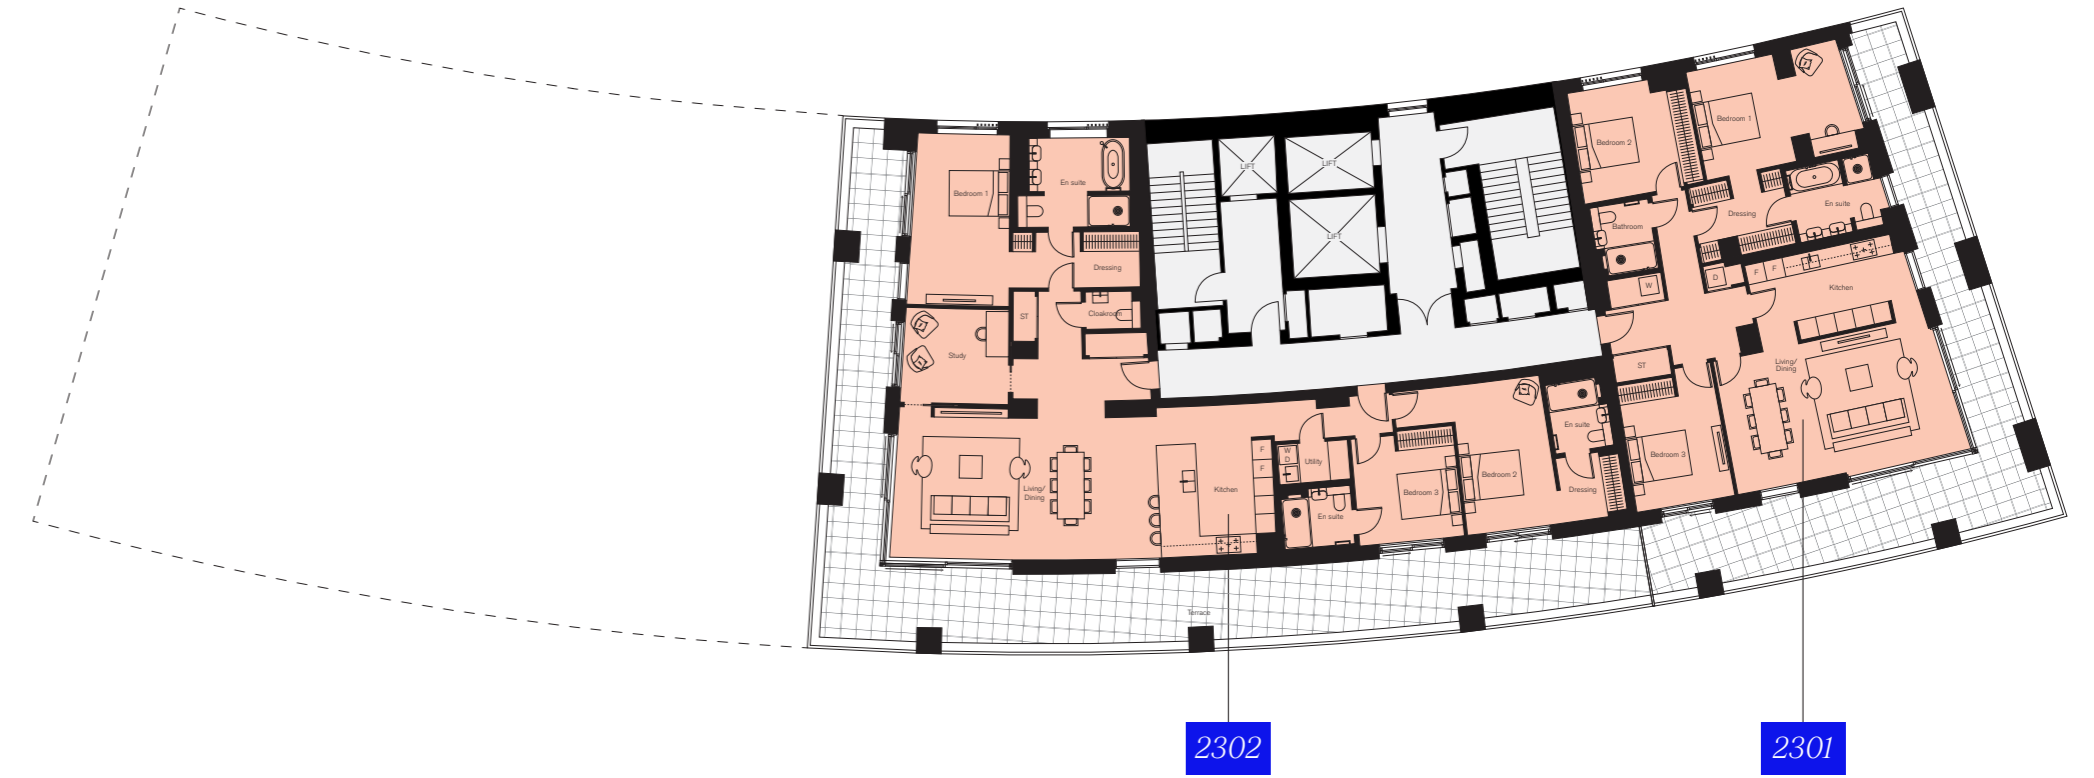 Bedroom 1
En suite
Dressing
ST
Cloakroom
Study
Living/
Dining
Kitchen
F
F
W
D
Utility
En suite
Bedroom 3
Bedroom 2
En suite
Dressing
Terrace
LIFT
LIFT
LIFT
Bedroom 2
Bedroom 1
Bathroom
Dressing
En suite
W
D
F
F
Kitchen
Living/
Dining
ST
Bedroom 3
2302
2301